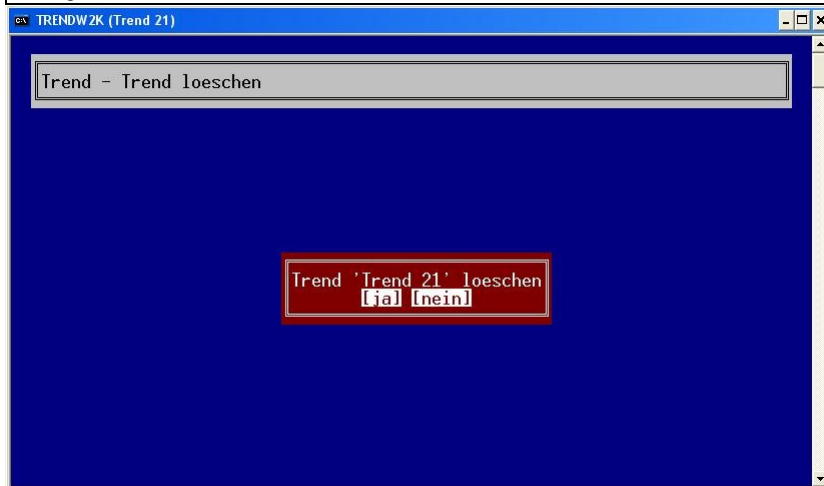 TRENDW2K (Trend 21)
Trend - Trend loeschen
Trend 'Trend 21' loeschen
[ja] [nein]